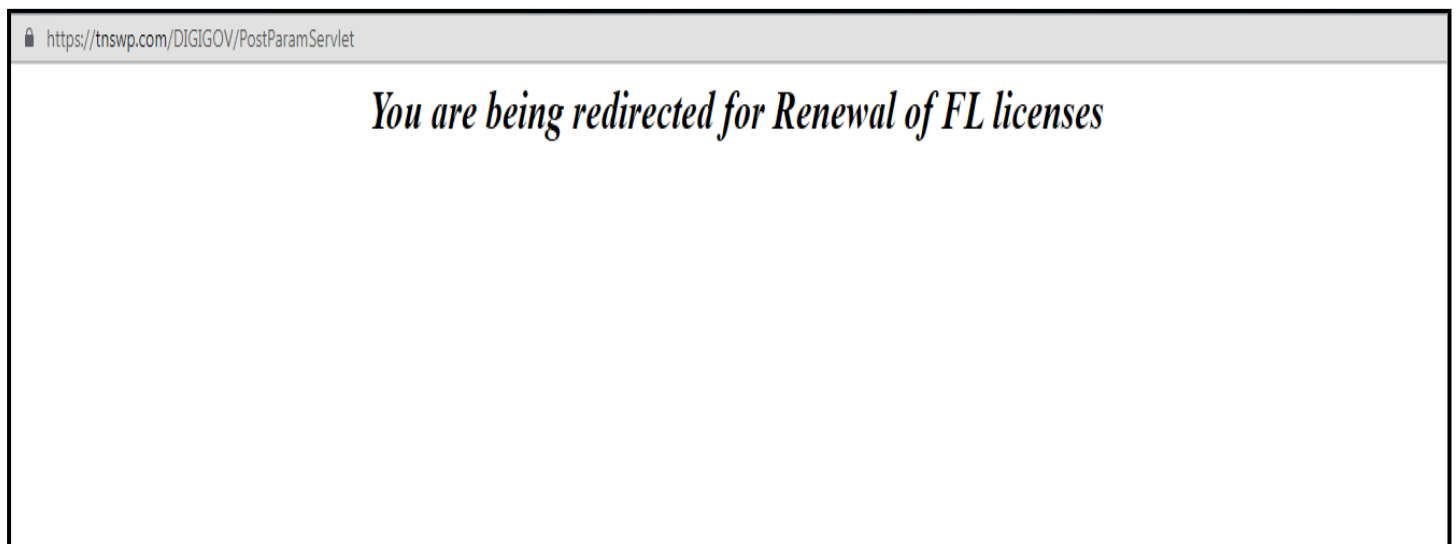 https://tnswp.com/DIGIGOV/PostParamServlet
You are being redirected for Renewal of FL licenses